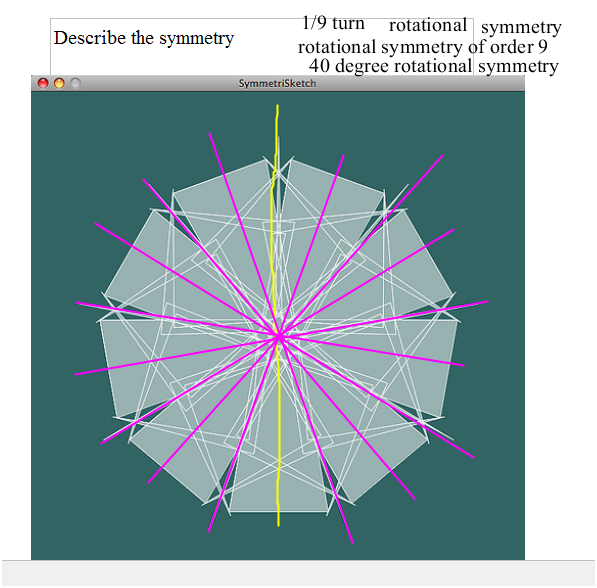 1/9 turn rotational symmetry
Describe the symmetry
rotational symmetry of order 9
40 degree rotational symmetry
SymmetriSketch